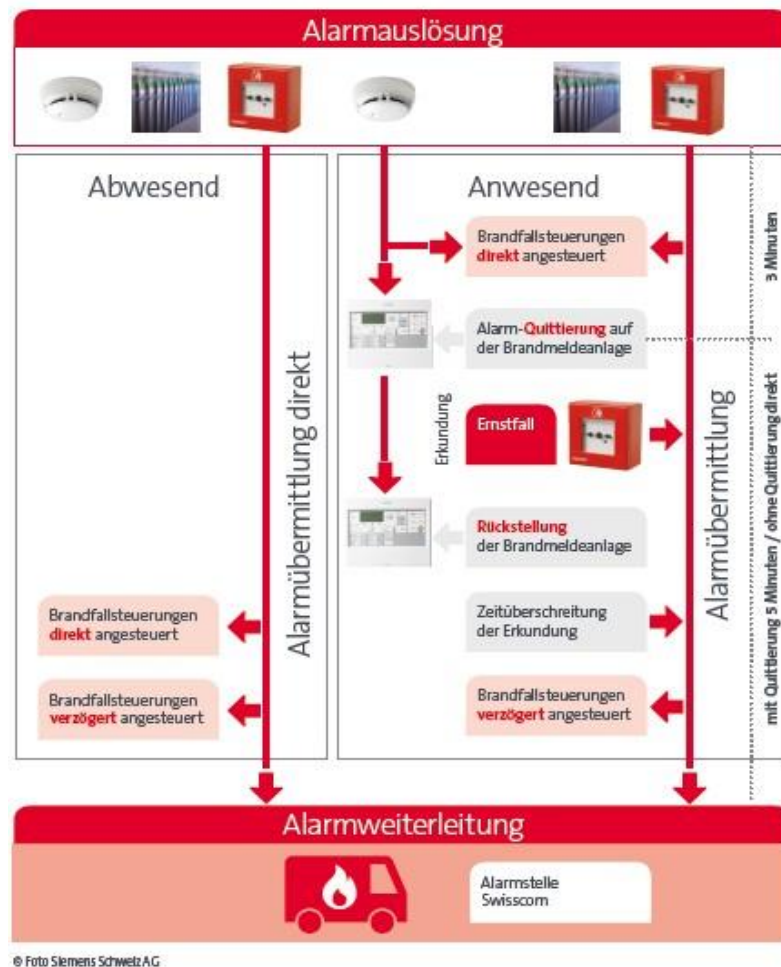 Alarmauslösung
Abwesend
Anwesend
Brandfallsteuerungen
direkt angesteuert
3 Minuten
Alarm-Quittierung auf
der Brandmeldeanlage
Erkundung
Ernstfall
Alarmübermittlung direkt
Alarmübermittlung
mit Quittierung 5 Minuten / ohne Quittierung direkt
Rückstellung
der Brandmeldeanlage
Brandfallsteuerungen
direkt angesteuert
Zeitüberschreitung
der Erkundung
Brandfallsteuerungen
verzögert angesteuert
Brandfallsteuerungen
verzögert angesteuert
Alarmweiterleitung
Alarmstelle
Swisscom
© Foto Siemens Schweiz AG